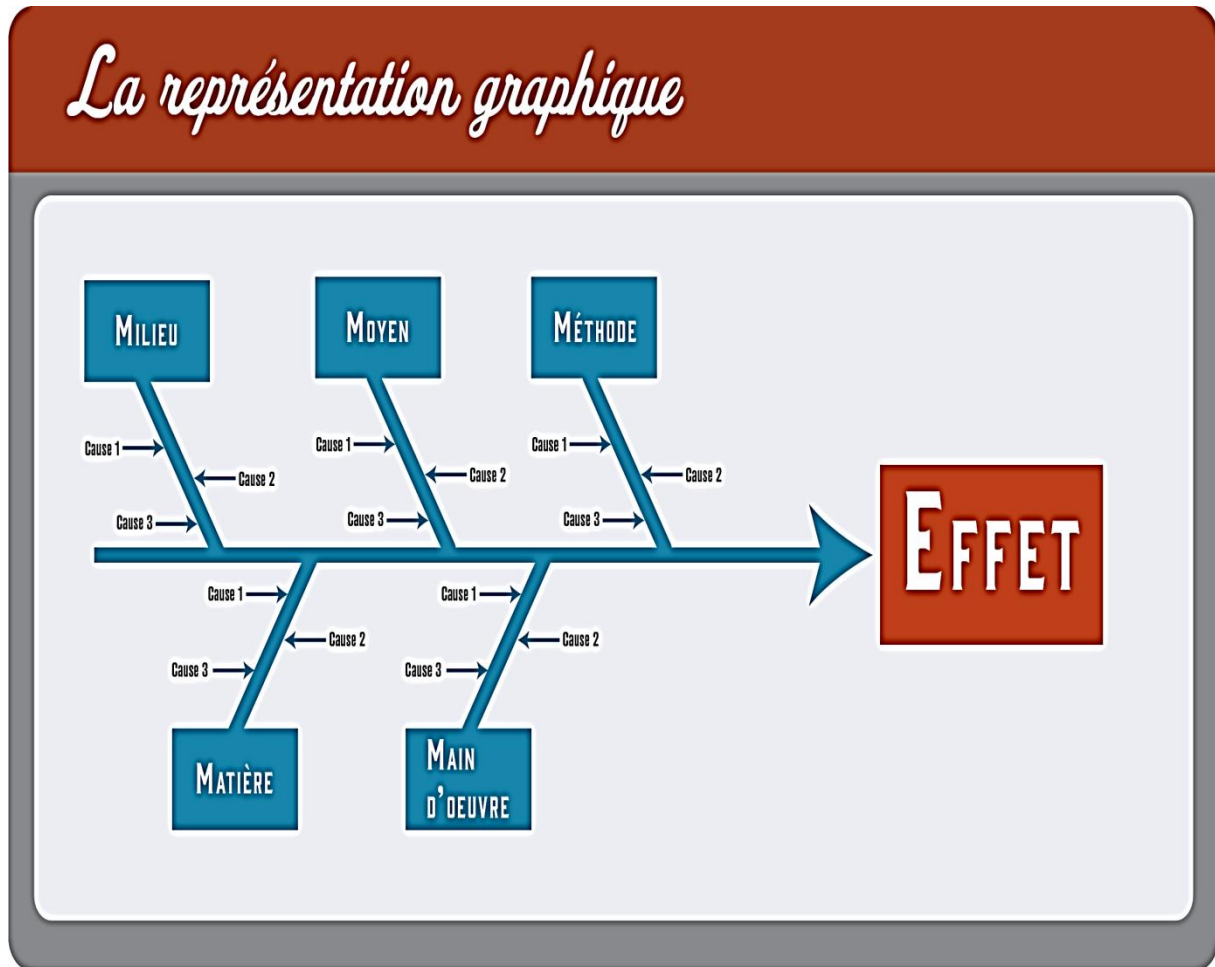 La représentation graphique
Milieu
Moyen
Méthode
Cause 1
Cause 2
Cause 3
Cause 1
Cause 2
Cause 3
Cause 1
Cause 2
Cause 3
Effet
Cause 1
Cause 2
Cause 3
Cause 1
Cause 2
Cause 3
Matière
Main
d'oeuvre